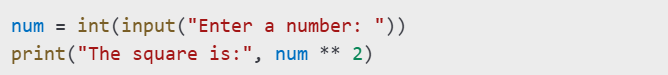 num = int(input("Enter a number: "))
print("The square is:", num ** 2)